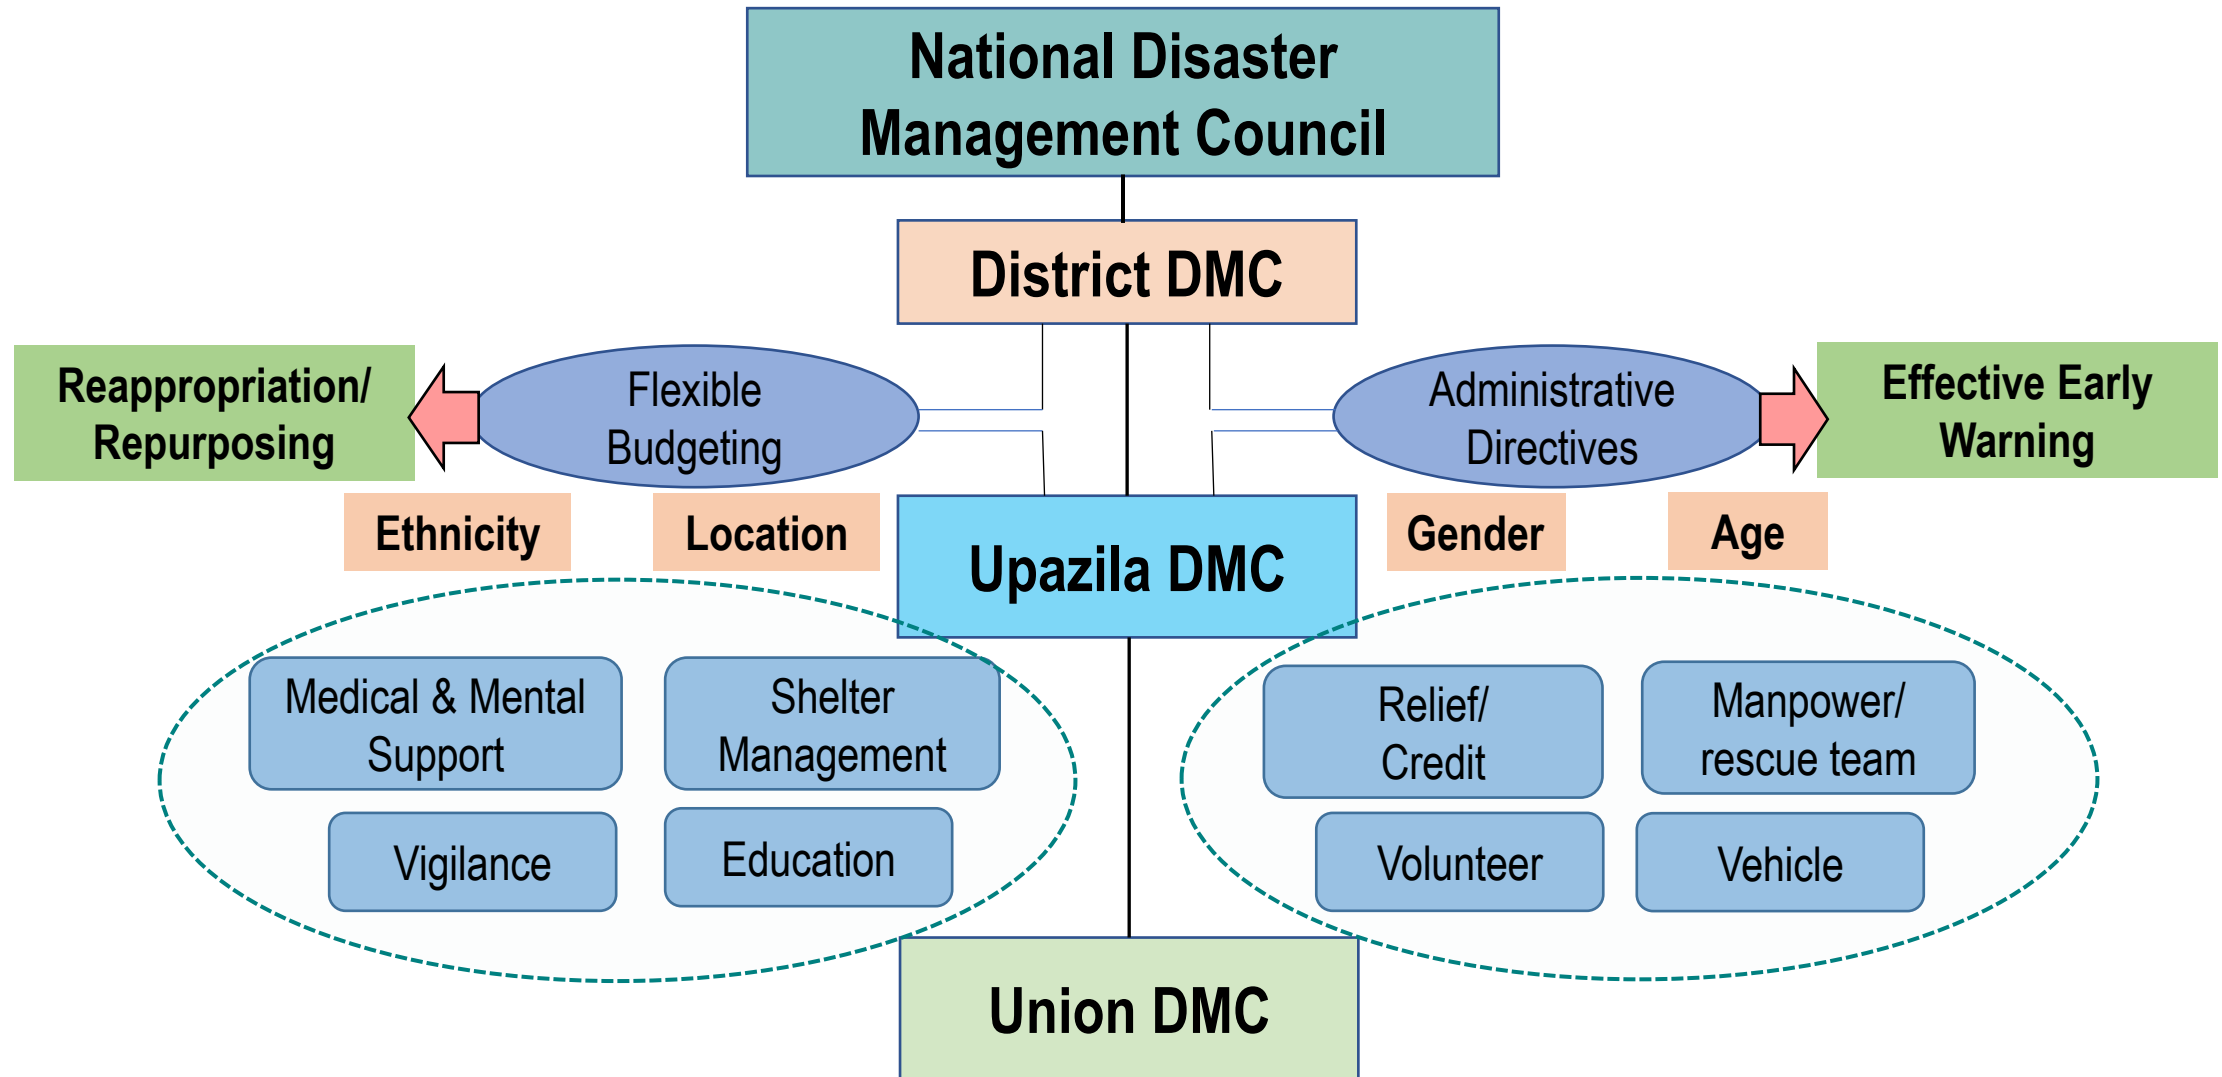 National Disaster
Management Council
District DMC
Reappropriation/
Repurposing
Flexible
Budgeting
Administrative
Directives
Effective Early
Warning
Ethnicity
Location
Upazila DMC
Gender
Age
Medical & Mental
Support
Shelter
Management
Relief/
Credit
Manpower/
rescue team
Vigilance
Education
Volunteer
Vehicle
Union DMC